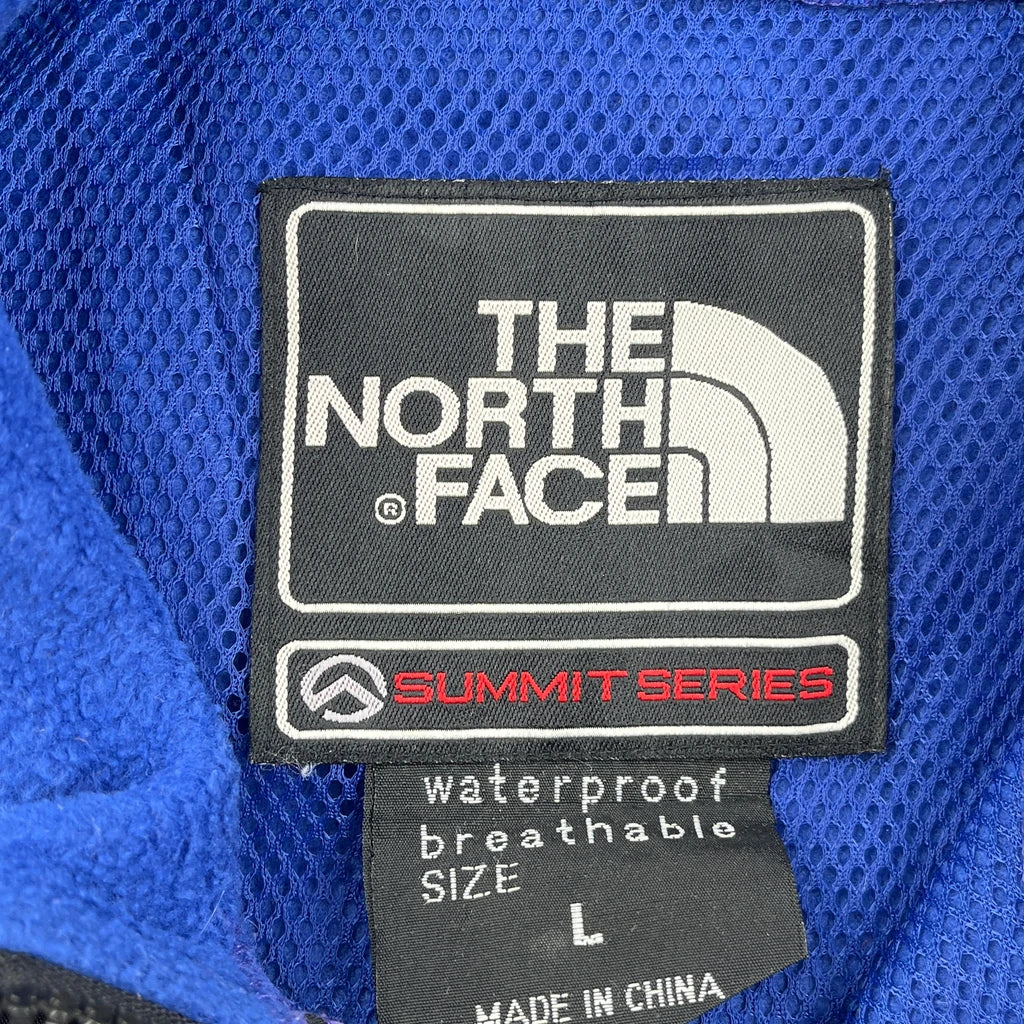 THE
NORTH
®FACE
SUMMIT SERIES
waterproof
breathable
SIZE
L
MADE IN CHINA